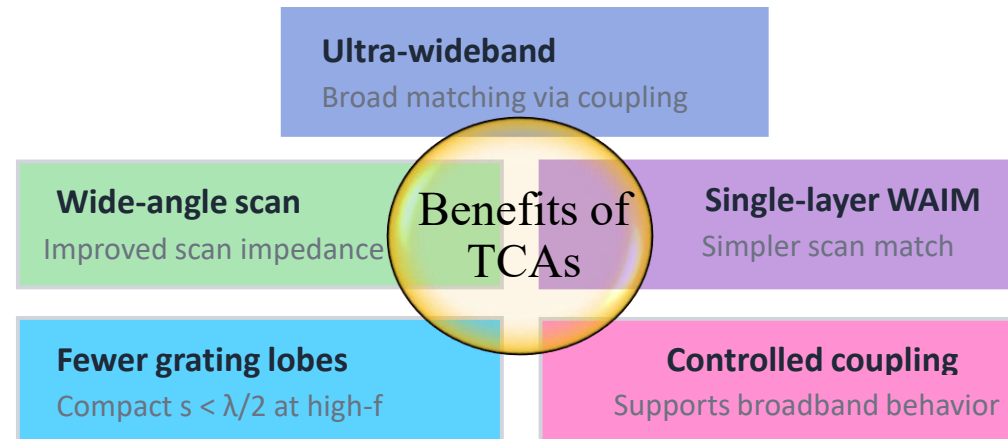 Ultra-wideband
Broad matching via coupling
Wide-angle scan
Improved scan impedance
Benefits of
TCAs
Single-layer WAIM
Simpler scan match
Fewer grating lobes
Compact s < λ/2 at high-f
Controlled coupling
Supports broadband behavior